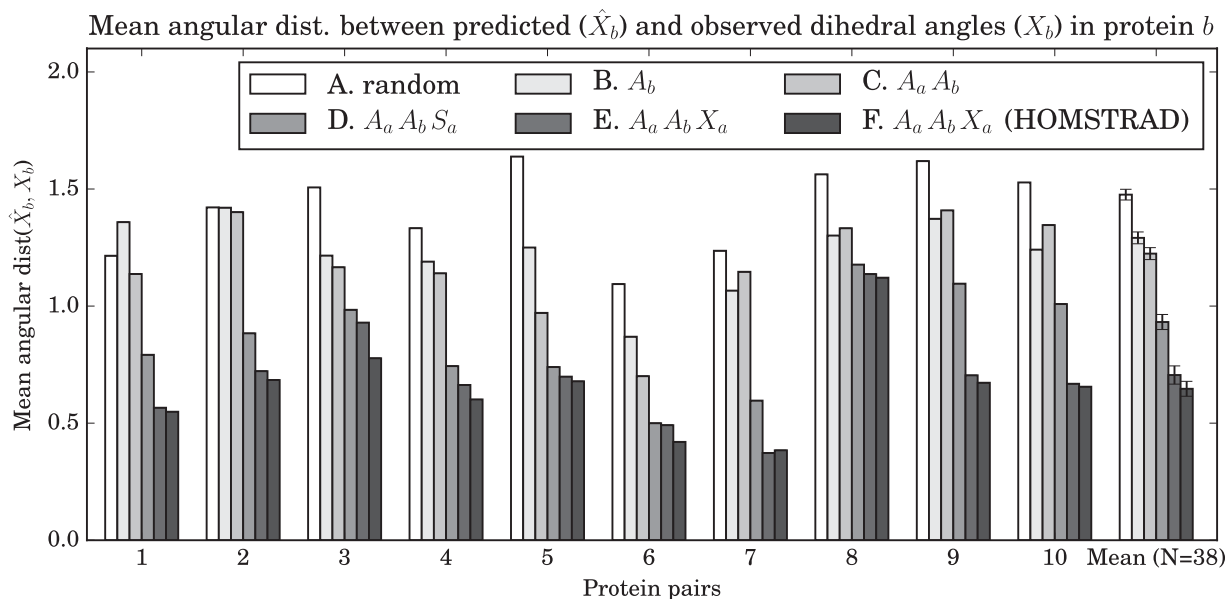 Mean angular dist. between predicted (X̂_b) and observed dihedral angles (X_b) in protein b
2.0
1.5
1.0
0.5
0.0
Mean angular dist(X̂_b, X_b)
A. random
B. A_b
C. A_a A_b
D. A_a A_b S_a
E. A_a A_b X_a
F. A_a A_b X_a (HOMSTRAD)
1 2 3 4 5 6 7 8 9 10 Mean (N=38)
Protein pairs